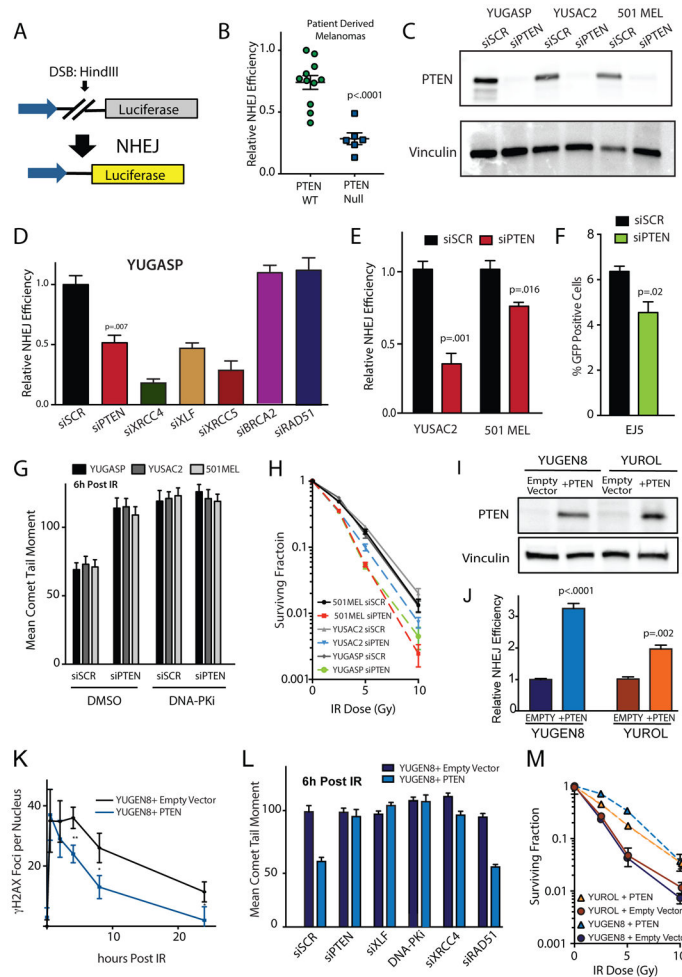 A
DSB: HindIII
Luciferase
NHEJ
Luciferase
B
Patient Derived
Melanomas
Relative NHEJ Efficiency
1.0
0.5
0.0
p<.0001
PTEN
WT
PTEN
Null
C
YUGASP
YUSAC2
501 MEL
siSCR
siPTEN
siSCR
siPTEN
siSCR
siPTEN
PTEN
Vinculin
D
YUGASP
Relative NHEJ Efficiency
1.0
0.5
0.0
p=.007
siSCR
siPTEN
siXRCC4
siXLF
siXRCC5
siBRCA2
siRAD51
E
siSCR
siPTEN
Relative NHEJ Efficiency
1.0
0.5
0.0
p=.001
p=.016
YUSAC2
501 MEL
F
siSCR
siPTEN
% GFP Positive Cells
8
6
4
2
0
p=.02
EJ5
G
YUGASP
YUSAC2
501MEL
6h Post IR
Mean Comet Tail Moment
100
50
0
siSCR
siPTEN
siSCR
siPTEN
DMSO
DNA-PKi
H
Surviving Fractoin
1
0.1
0.01
0.001
501MEL siSCR
501MEL siPTEN
YUSAC2 siSCR
YUSAC2 siPTEN
YUGASP siSCR
YUGASP siPTEN
0
5
10
IR Dose (Gy)
I
YUGEN8
YUROL
Empty
Vector
+PTEN
Empty
Vector
+PTEN
PTEN
Vinculin
J
Relative NHEJ Efficiency
3
2
1
0
p<.0001
p=.002
EMPTY
+PTEN
EMPTY
+PTEN
YUGEN8
YUROL
K
γH2AX Foci per Nucleus
40
20
YUGEN8+ Empty Vector
YUGEN8+ PTEN
**
*
0
10
20
hours Post IR
L
6h Post IR
YUGEN8+ Empty Vector
YUGEN8+ PTEN
Mean Comet Tail Moment
100
50
0
siSCR
siPTEN
siXLF
DNA-PKi
siXRCC4
siRAD51
M
Surviving Fraction
1.0
0.1
0.01
0.001
YUROL + PTEN
YUROL + Empty Vector
YUGEN8 + PTEN
YUGEN8 + Empty Vector
0
5
10
IR Dose (Gy)